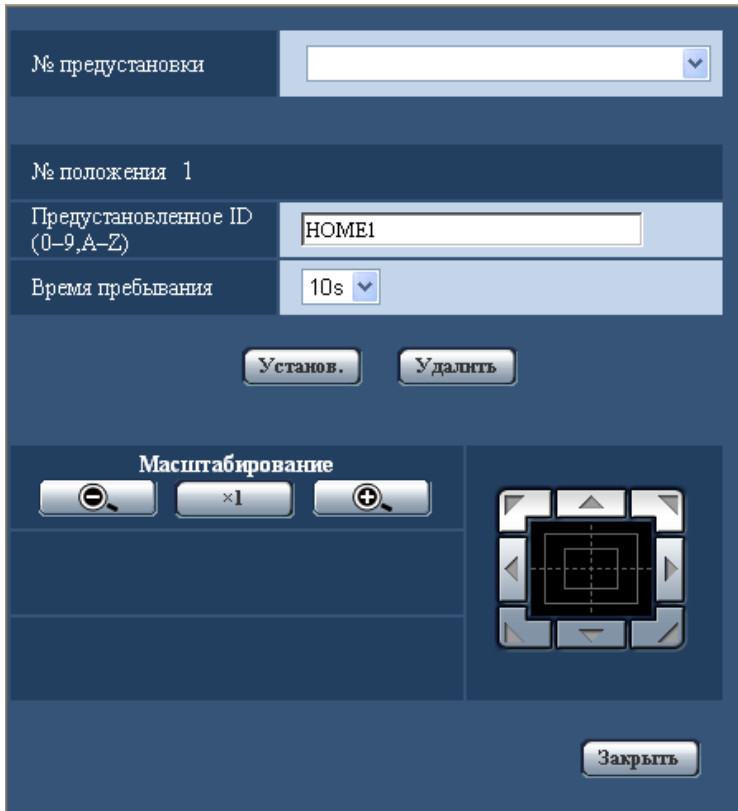 № предустановки
№ положения 1
Предустановленное ID
(0–9,A–Z)
HOME1
Время пребывания
10s
Установ.
Удалить
Масштабирование
×1
Закрыть